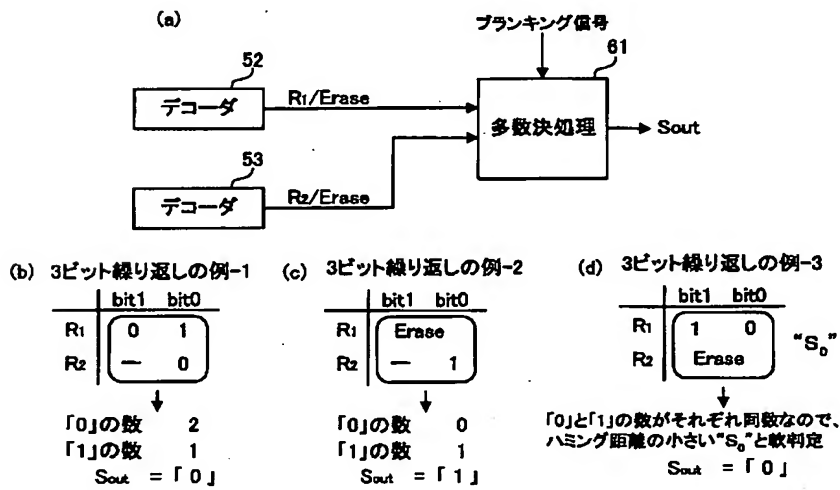 (a)
ブランキング信号
52
61
デコーダ
R1/Erase
多数決処理
Sout
53
デコーダ
R2/Erase
(b) 3ビット繰り返しの例-1
bit1 bit0
R1 0 1
R2 — 0
「0」の数 2
「1」の数 1
Sout = 「0」
(c) 3ビット繰り返しの例-2
bit1 bit0
R1 Erase
R2 — 1
「0」の数 0
「1」の数 1
Sout = 「1」
(d) 3ビット繰り返しの例-3
bit1 bit0
R1 1 0
R2 Erase
“S0”
「0」と「1」の数がそれぞれ同数なので、
ハミング距離の小さい“S0”と軟判定
Sout = 「0」